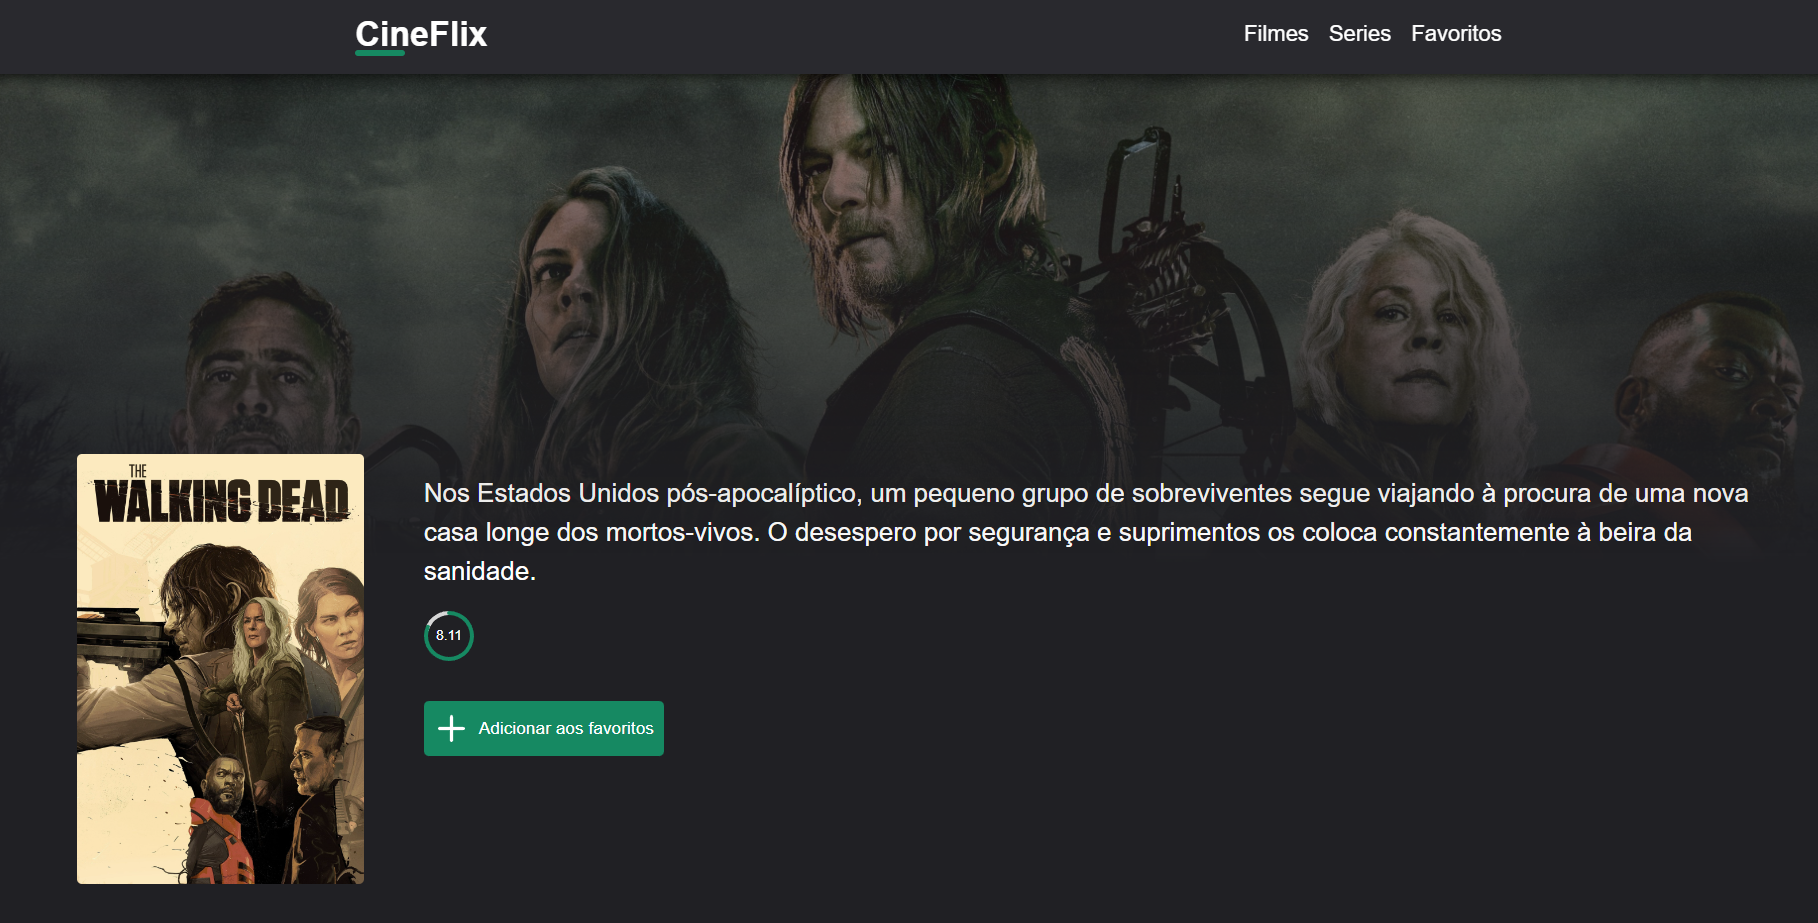 CineFlix
Filmes Series Favoritos
THE
WALKING DEAD
Nos Estados Unidos pós-apocalíptico, um pequeno grupo de sobreviventes segue viajando à procura de uma nova
casa longe dos mortos-vivos. O desespero por segurança e suprimentos os coloca constantemente à beira da
sanidade.
8.11
Adicionar aos favoritos